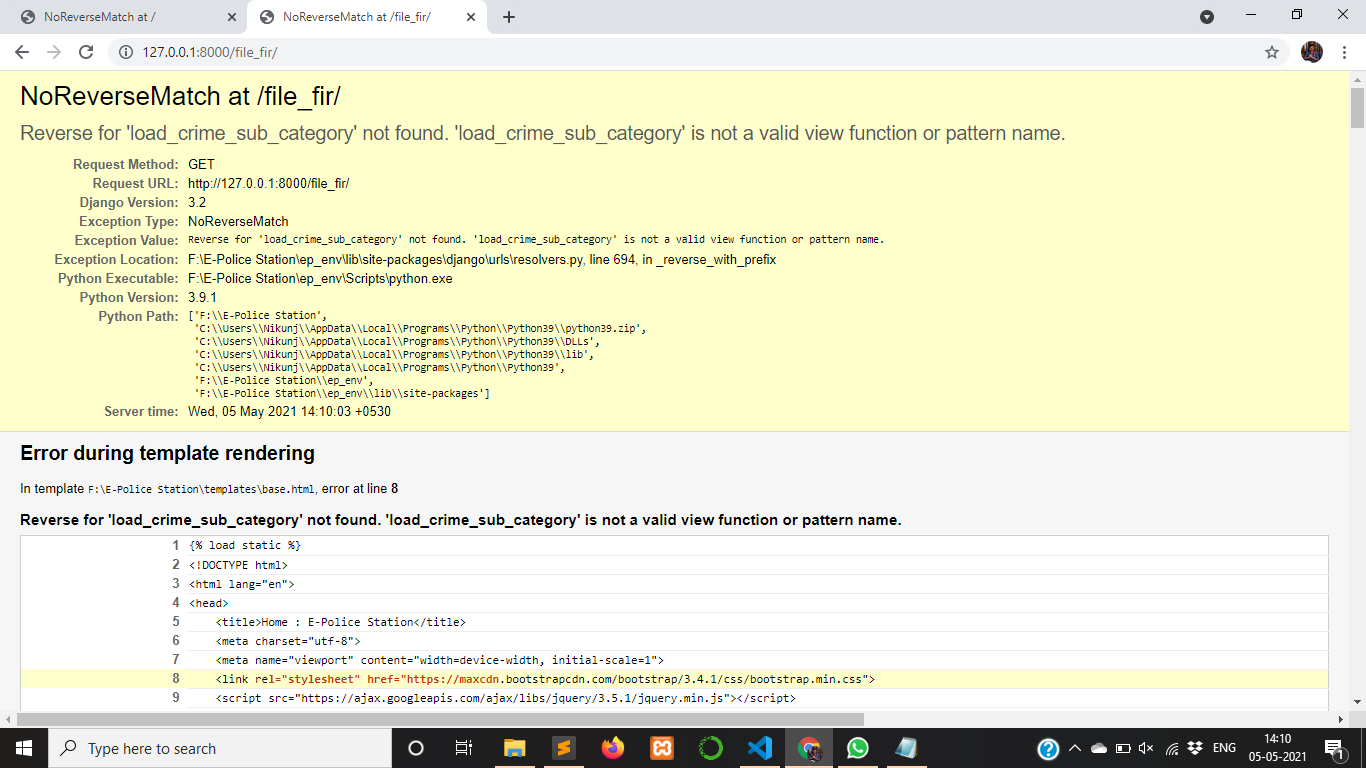 NoReverseMatch at /
NoReverseMatch at /file_fir/
127.0.0.1:8000/file_fir/
NoReverseMatch at /file_fir/
Reverse for 'load_crime_sub_category' not found. 'load_crime_sub_category' is not a valid view function or pattern name.
Request Method: GET
Request URL: http://127.0.0.1:8000/file_fir/
Django Version: 3.2
Exception Type: NoReverseMatch
Exception Value: Reverse for 'load_crime_sub_category' not found. 'load_crime_sub_category' is not a valid view function or pattern name.
Exception Location: F:\E-Police Station\ep_env\lib\site-packages\django\urls\resolvers.py, line 694, in _reverse_with_prefix
Python Executable: F:\E-Police Station\ep_env\Scripts\python.exe
Python Version: 3.9.1
Python Path: ['F:\\E-Police Station',
'C:\\Users\\Nikunj\\AppData\\Local\\Programs\\Python\\Python39\\python39.zip',
'C:\\Users\\Nikunj\\AppData\\Local\\Programs\\Python\\Python39\\DLLs',
'C:\\Users\\Nikunj\\AppData\\Local\\Programs\\Python\\Python39\\lib',
'C:\\Users\\Nikunj\\AppData\\Local\\Programs\\Python\\Python39',
'F:\\E-Police Station\\ep_env',
'F:\\E-Police Station\\ep_env\\lib\\site-packages']
Server time: Wed, 05 May 2021 14:10:03 +0530
Error during template rendering
In template F:\E-Police Station\templates\base.html, error at line 8
Reverse for 'load_crime_sub_category' not found. 'load_crime_sub_category' is not a valid view function or pattern name.
1 {% load static %}
2 <!DOCTYPE html>
3 <html lang="en">
4 <head>
5 <title>Home : E-Police Station</title>
6 <meta charset="utf-8">
7 <meta name="viewport" content="width=device-width, initial-scale=1">
8 <link rel="stylesheet" href="https://maxcdn.bootstrapcdn.com/bootstrap/3.4.1/css/bootstrap.min.css">
9 <script src="https://ajax.googleapis.com/ajax/libs/jquery/3.5.1/jquery.min.js"></script>
Type here to search
ENG
14:10
05-05-2021
1